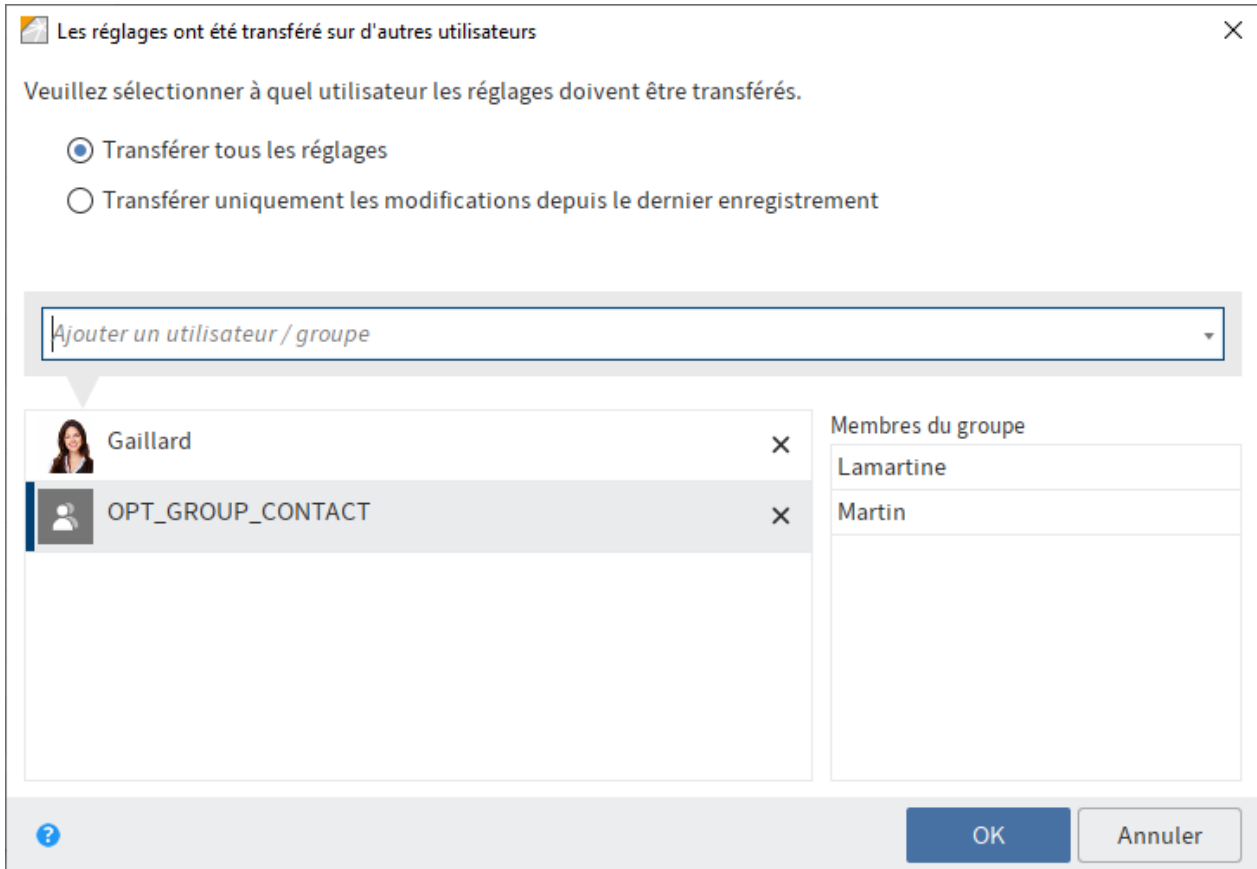 Les réglages ont été transféré sur d'autres utilisateurs
Veuillez sélectionner à quel utilisateur les réglages doivent être transférés.
Transférer tous les réglages
Transférer uniquement les modifications depuis le dernier enregistrement
Ajouter un utilisateur / groupe
Gaillard
OPT_GROUP_CONTACT
Membres du groupe
Lamartine
Martin
?
OK
Annuler